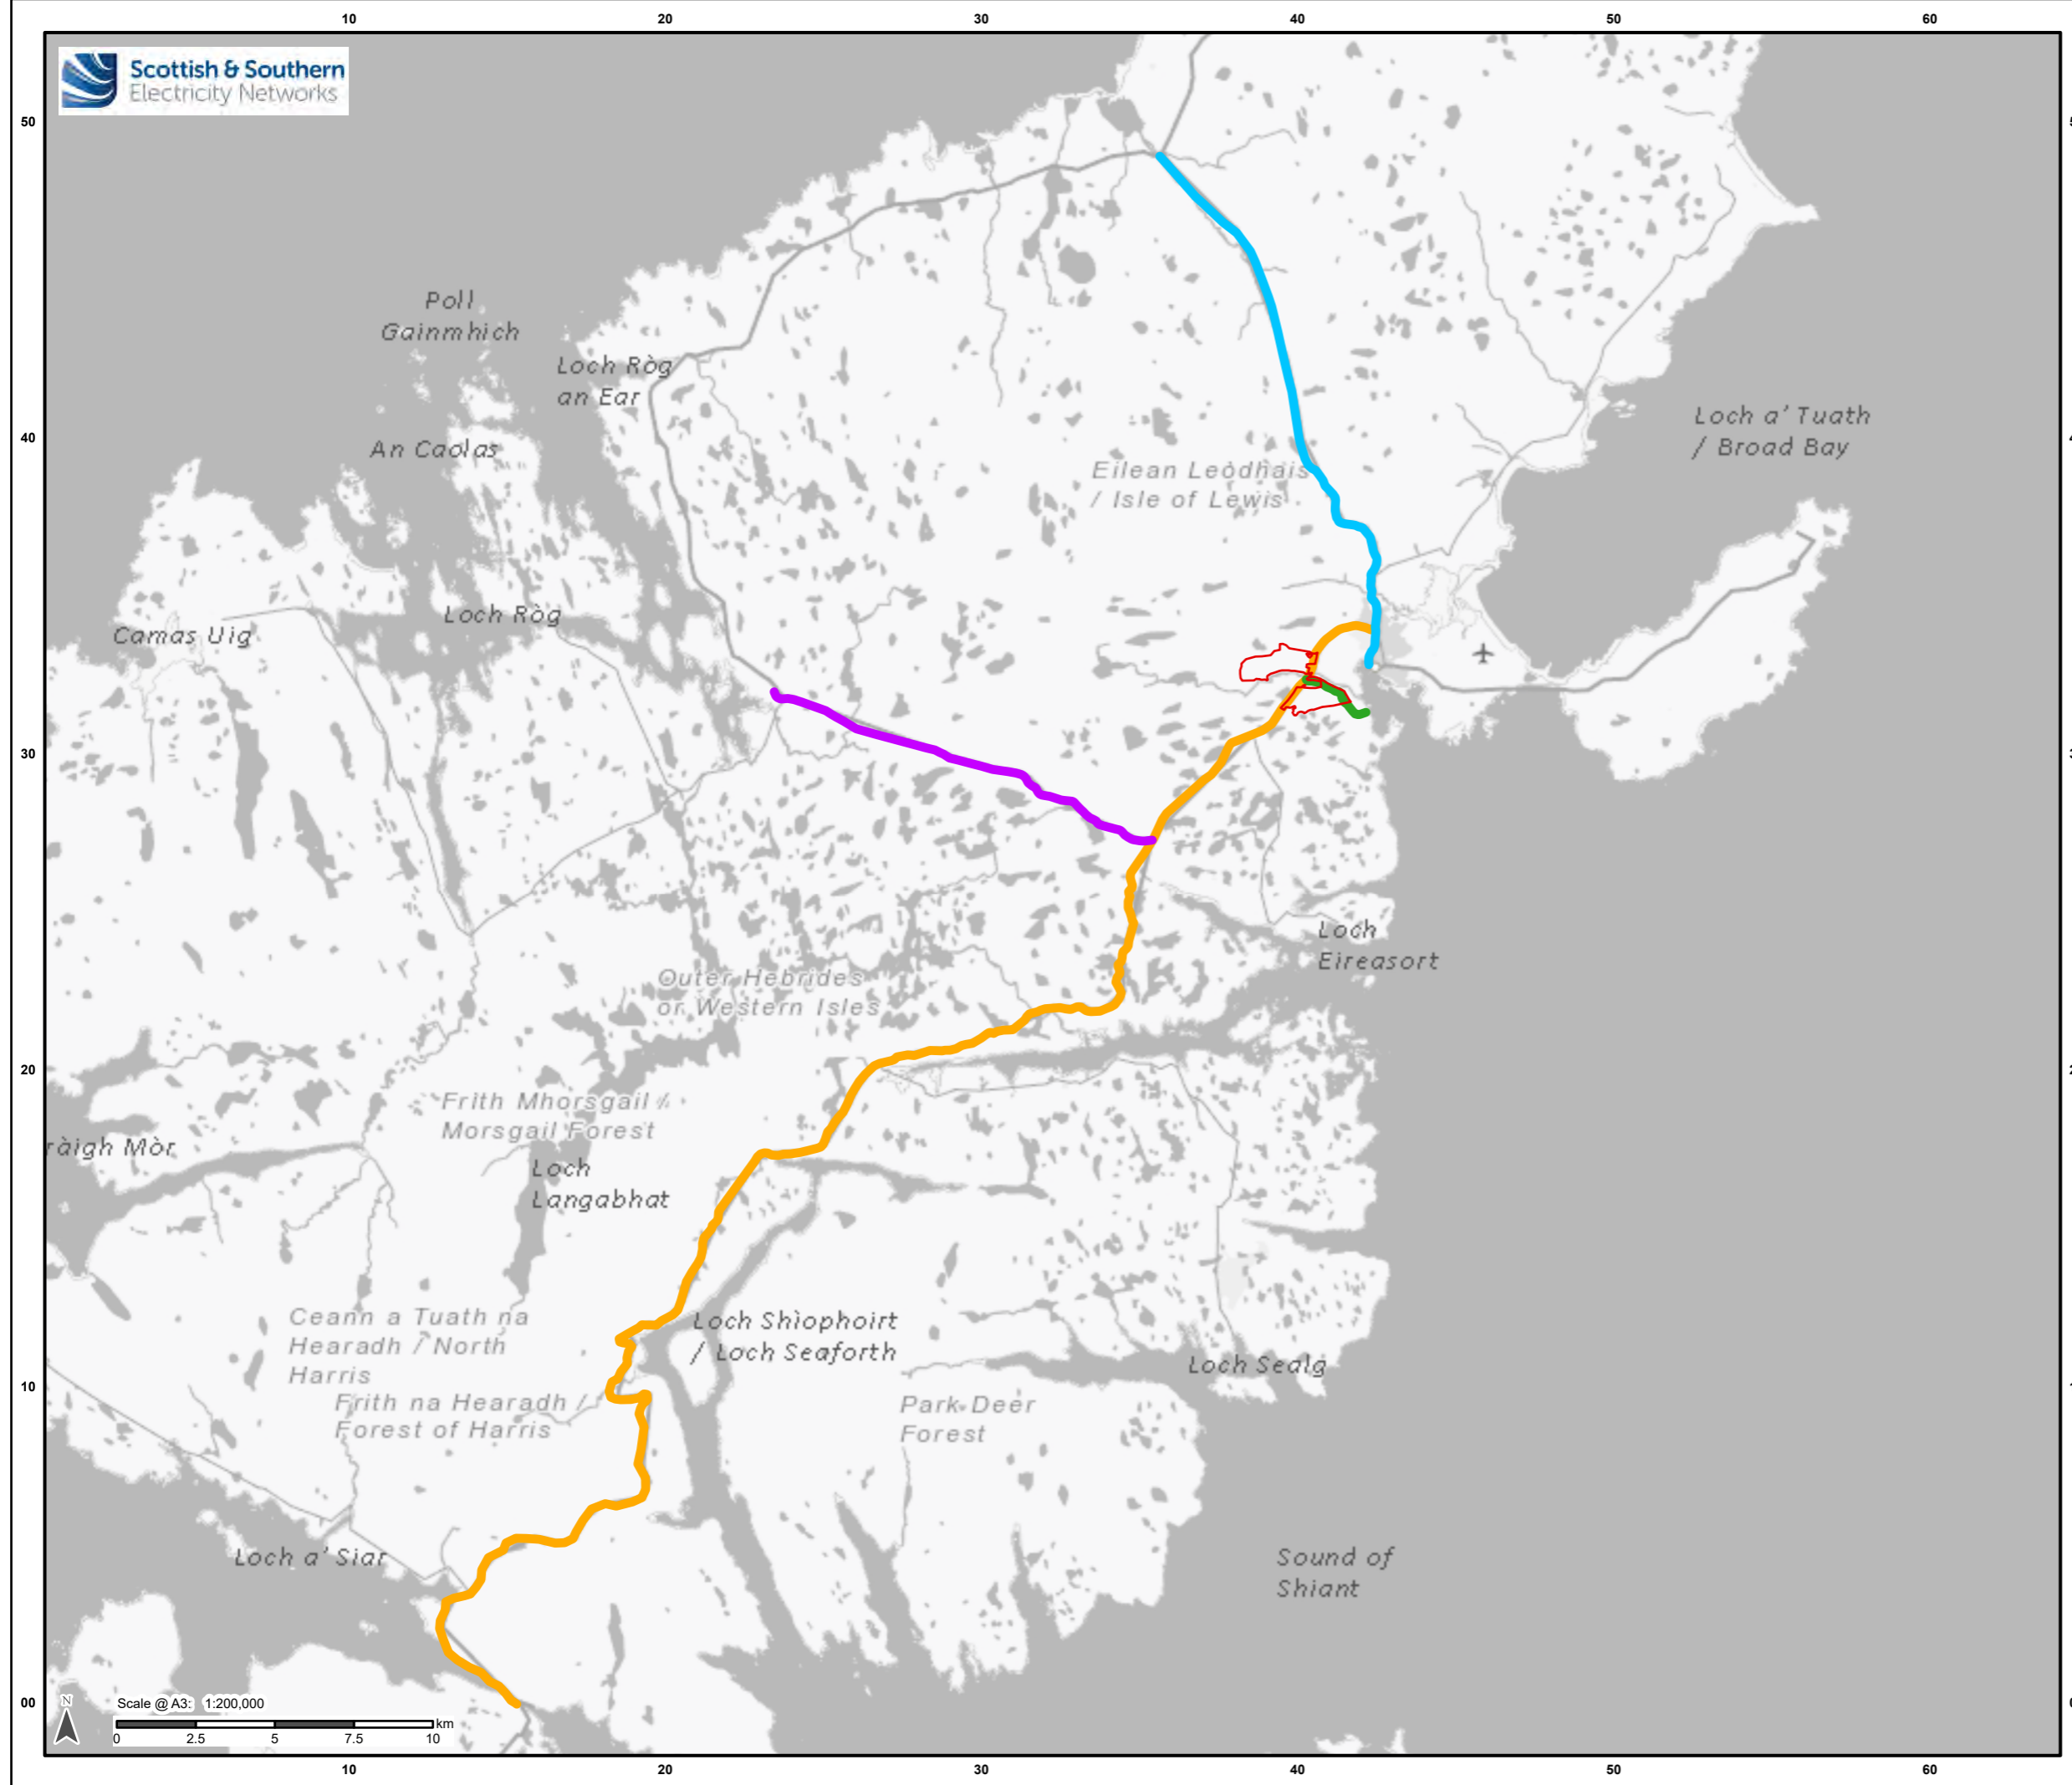 10 20 30 40 50 60
Scottish & Southern
Electricity Networks
50
Poll
Gainmhich
Loch Ròg
an Ear
40
Loch a' Tuath
/ Broad Bay
An Caolas
Eilean Leòdhais
/ Isle of Lewis
Loch Ròg
Camas Uig
30
Loch
Eireasort
Outer Hebrides
or Western Isles
20
Frith Mhorsgail /
Morsgail Forest
ràigh Mòr
Loch
Langabhat
Ceann a Tuath na
Hearadh / North
Harris
Loch Shìophoirt
/ Loch Seaforth
Loch Sealg
10
Frith na Hearadh /
Forest of Harris
Park Deer
Forest
Loch a' Siar
Sound of
Shiant
00
N
Scale @ A3: 1:200,000
km
0 2.5 5 7.5 10
10 20 30 40 50 60